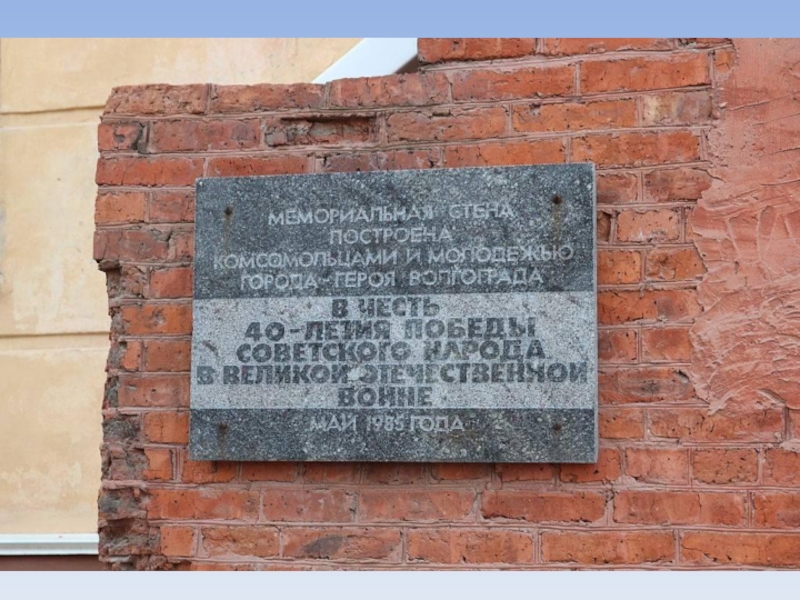 МЕМОРИАЛЬНАЯ СТЕНА
ПОСТРОЕНА
КОМСОМОЛЬЦАМИ И МОЛОДЕЖЬЮ
ГОРОДА-ГЕРОЯ ВОЛГОГРАДА
В ЧЕСТЬ
40-ЛЕТИЯ ПОБЕДЫ
СОВЕТСКОГО НАРОДА
В ВЕЛИКОЙ ОТЕЧЕСТВЕННОЙ
ВОЙНЕ
МАЙ 1985 ГОДА